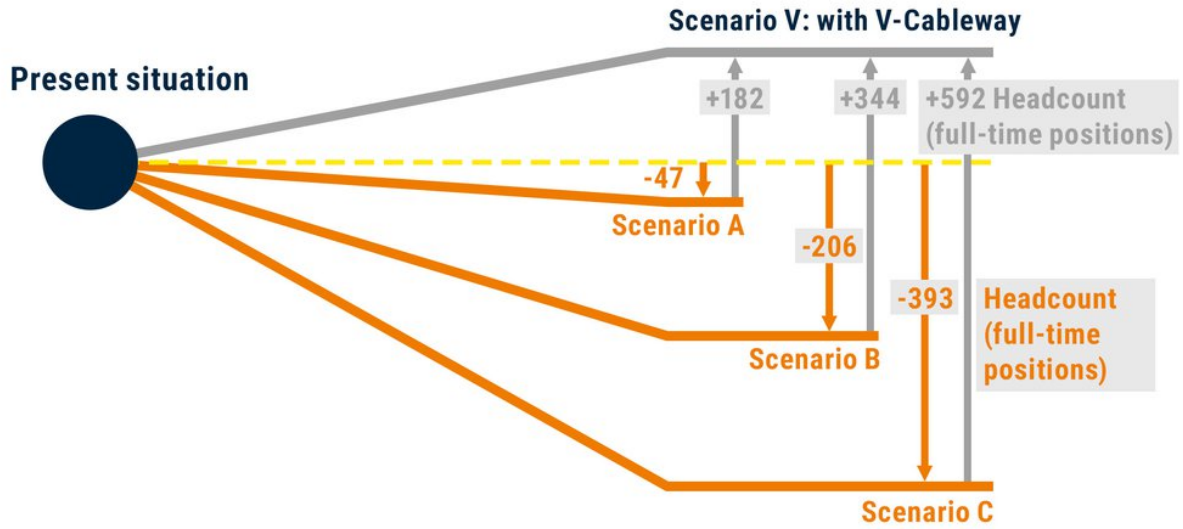 Scenario V: with V-Cableway
Present situation
+182
+344
+592 Headcount
(full-time positions)
-47
Scenario A
-206
-393
Headcount
(full-time
positions)
Scenario B
Scenario C